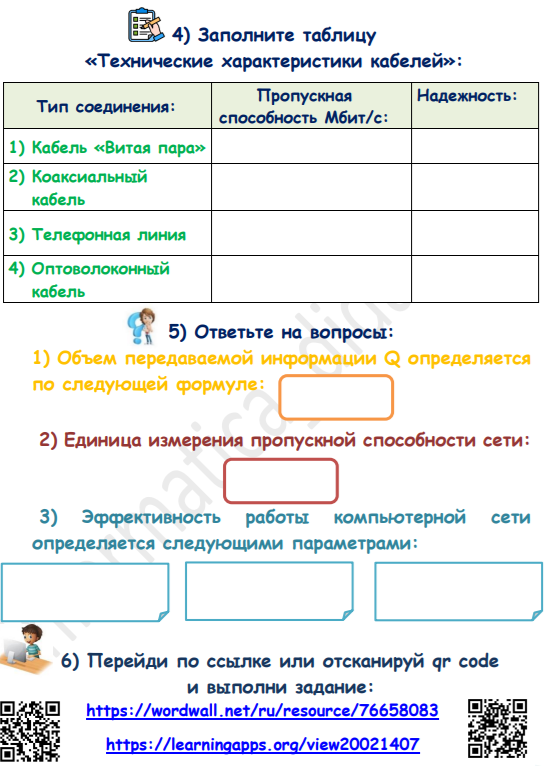 4) Заполните таблицу
«Технические характеристики кабелей»:
Тип соединения:
Пропускная
способность Мбит/с:
Надежность:
1) Кабель «Витая пара»
2) Коаксиальный
кабель
3) Телефонная линия
4) Оптоволоконный
кабель
5) Ответьте на вопросы:
1) Объем передаваемой информации Q определяется
по следующей формуле:
2) Единица измерения пропускной способности сети:
3) Эффективность работы компьютерной сети
определяется следующими параметрами:
6) Перейди по ссылке или отсканируй qr code
и выполни задание:
https://wordwall.net/ru/resource/76658083
https://learningapps.org/view20021407